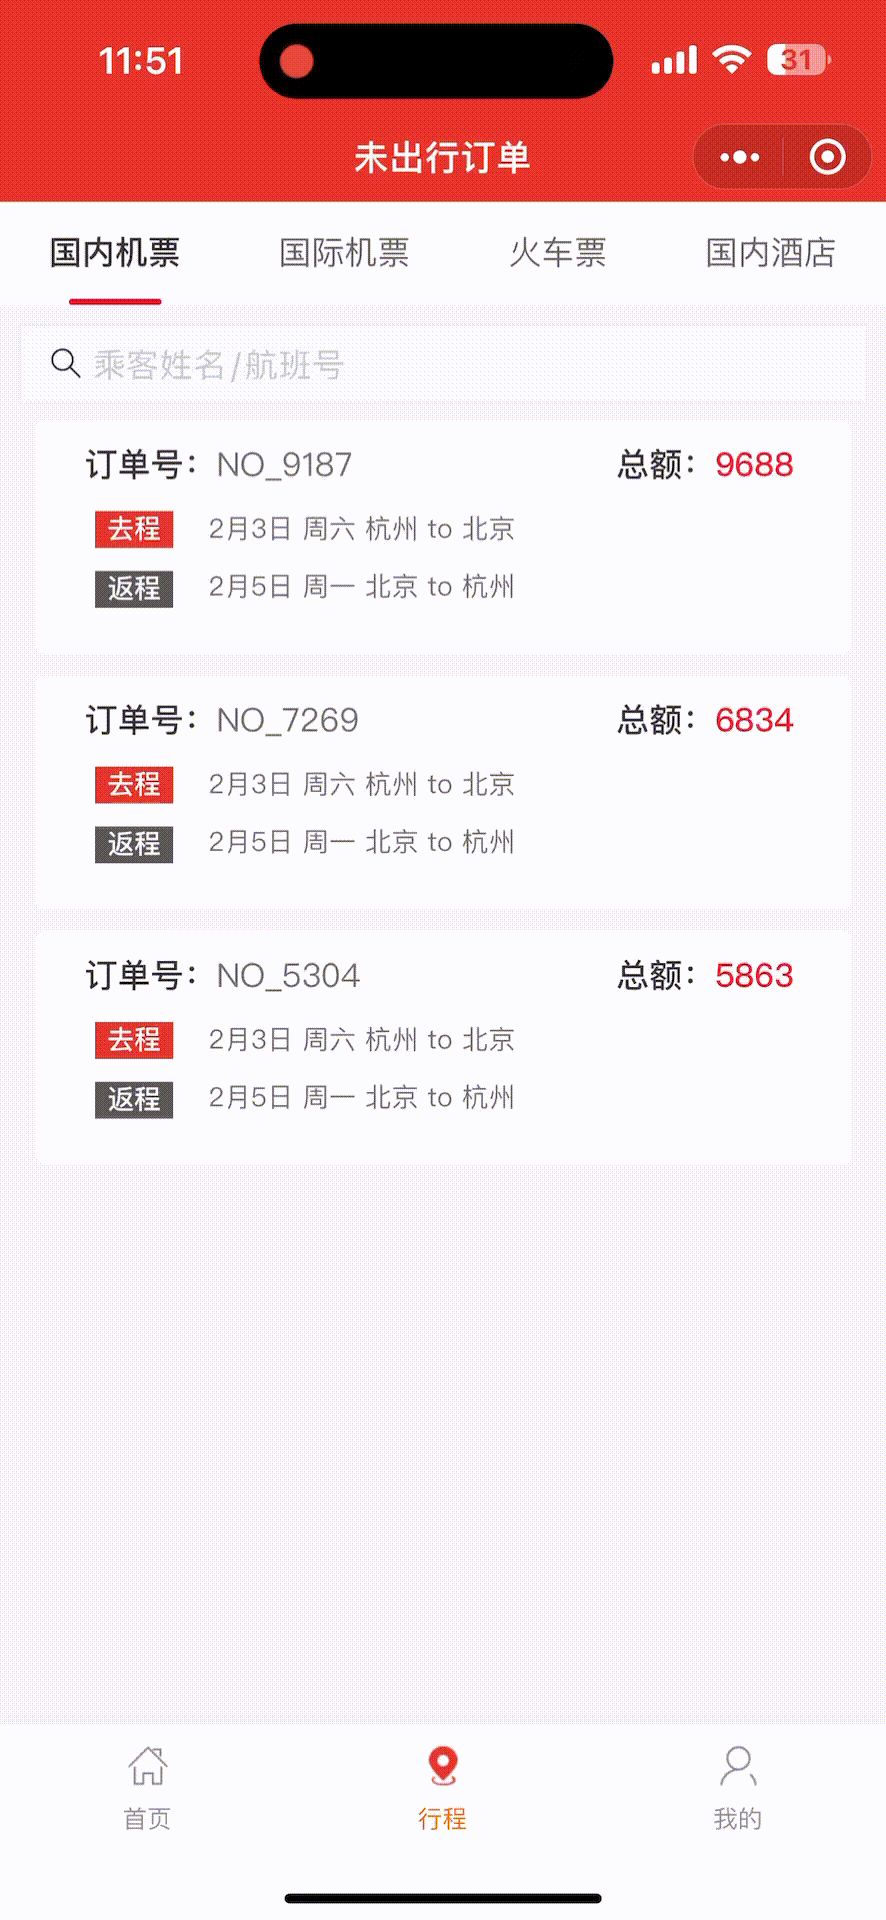 11:51
31
未出行订单
国内机票 国际机票 火车票 国内酒店
乘客姓名/航班号
订单号：NO_9187 总额：9688
去程 2月3日 周六 杭州 to 北京
返程 2月5日 周一 北京 to 杭州
订单号：NO_7269 总额：6834
去程 2月3日 周六 杭州 to 北京
返程 2月5日 周一 北京 to 杭州
订单号：NO_5304 总额：5863
去程 2月3日 周六 杭州 to 北京
返程 2月5日 周一 北京 to 杭州
首页 行程 我的